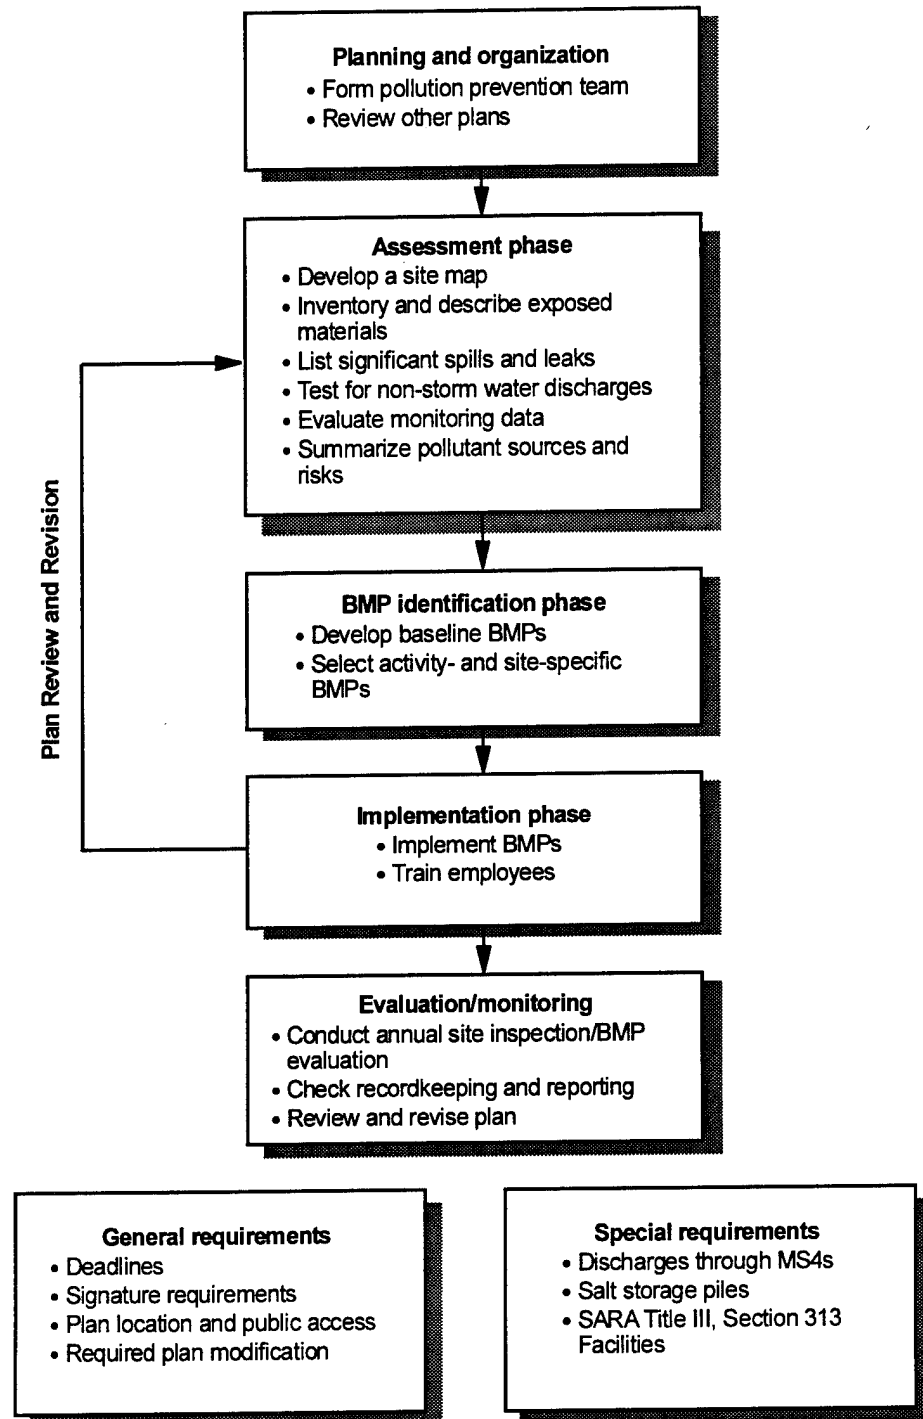 Planning and organization
• Form pollution prevention team
• Review other plans
Assessment phase
• Develop a site map
• Inventory and describe exposed
materials
• List significant spills and leaks
• Test for non-storm water discharges
• Evaluate monitoring data
• Summarize pollutant sources and
risks
Plan Review and Revision
BMP identification phase
• Develop baseline BMPs
• Select activity- and site-specific
BMPs
Implementation phase
• Implement BMPs
• Train employees
Evaluation/monitoring
• Conduct annual site inspection/BMP
evaluation
• Check recordkeeping and reporting
• Review and revise plan
General requirements
• Deadlines
• Signature requirements
• Plan location and public access
• Required plan modification
Special requirements
• Discharges through MS4s
• Salt storage piles
• SARA Title III, Section 313
Facilities